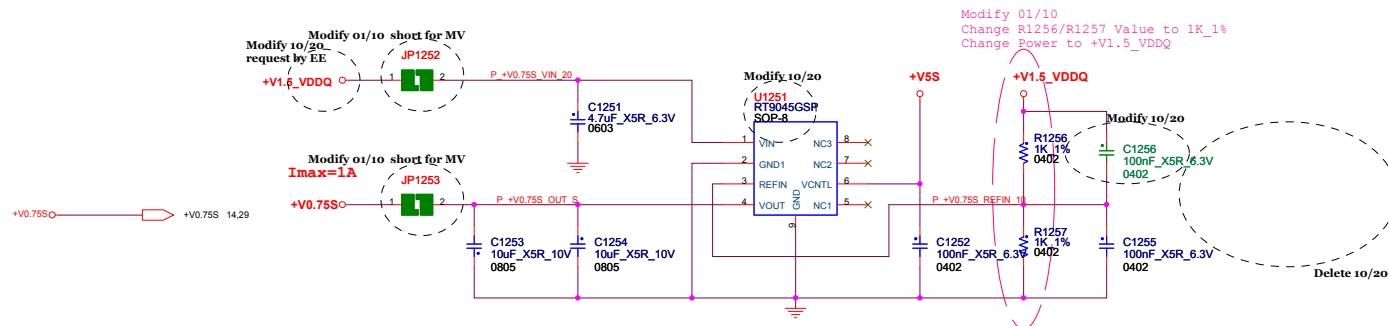 Modify 01/10
Change R1256/R1257 Value to 1K_1%
Change Power to +V1.5_VDDQ
Modify 01/10 short for MV
Modify 10/20
request by EE
JP1252
+V1.5_VDDQ
1
2
P_+V0.75S_VIN_20
C1251
4.7uF_X5R_6.3V
0603
Modify 10/20
U1251
RT9045GSP
SOP-8
1
VIN
2
GND1
3
REFIN
4
VOUT
NC3
8
NC2
7
VCNTL
6
NC1
5
GND
9
+V5S
+V1.5_VDDQ
R1256
1K_1%
0402
Modify 10/20
C1256
100nF_X5R_6.3V
0402
Modify 01/10 short for MV
Imax=1A
JP1253
+V0.75S
1
2
P_+V0.75S_OUT_S
P_+V0.75S_REFIN_10
+V0.75S
+V0.75S 14,29
C1253
10uF_X5R_10V
0805
C1254
10uF_X5R_10V
0805
C1252
100nF_X5R_6.3V
0402
R1257
1K_1%
0402
C1255
100nF_X5R_6.3V
0402
Delete 10/20